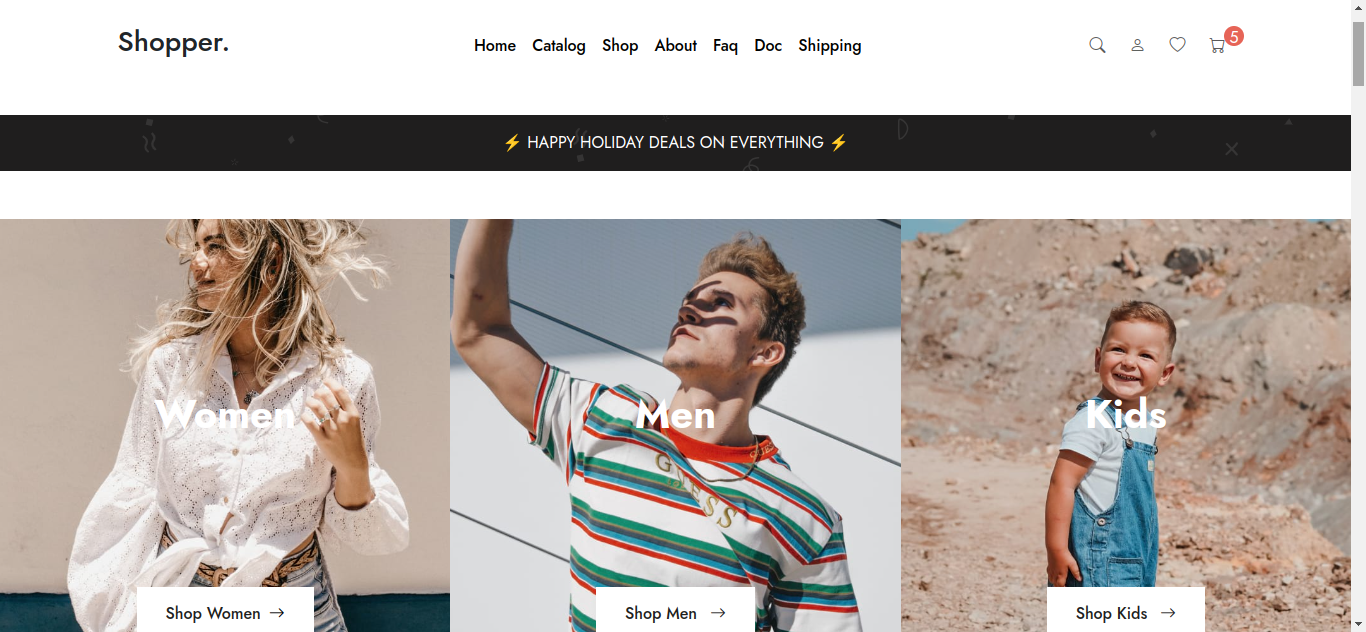 Shopper.
Home Catalog Shop About Faq Doc Shipping
5
⚡ HAPPY HOLIDAY DEALS ON EVERYTHING ⚡
Women
Men
Kids
GUESS
Shop Women →
Shop Men →
Shop Kids →